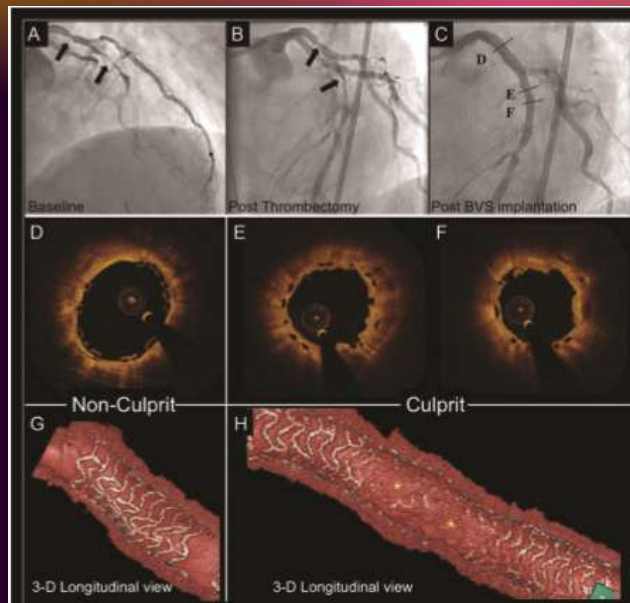 A
B
C
D
E
F
Baseline
Post Thrombectomy
Post BVS implantation
D
E
F
Non-Culprit
Culprit
G
H
3-D Longitudinal view
3-D Longitudinal view